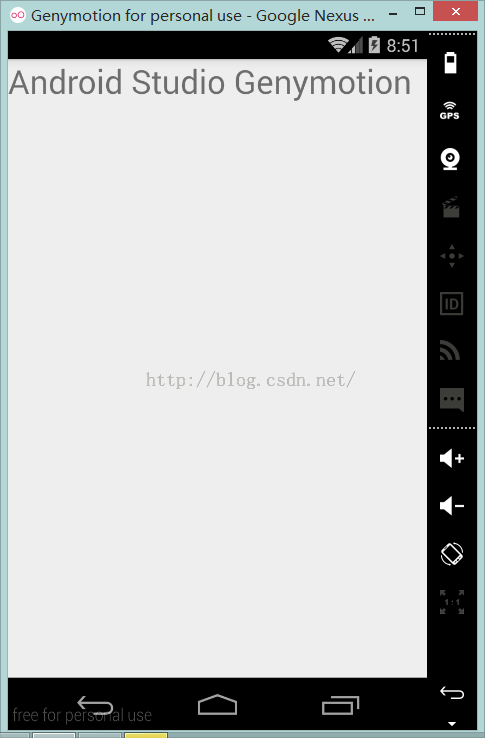 Genymotion for personal use - Google Nexus ...
8:51
Android Studio Genymotion
GPS
ID
http://blog.csdn.net/
1:1
free for personal use